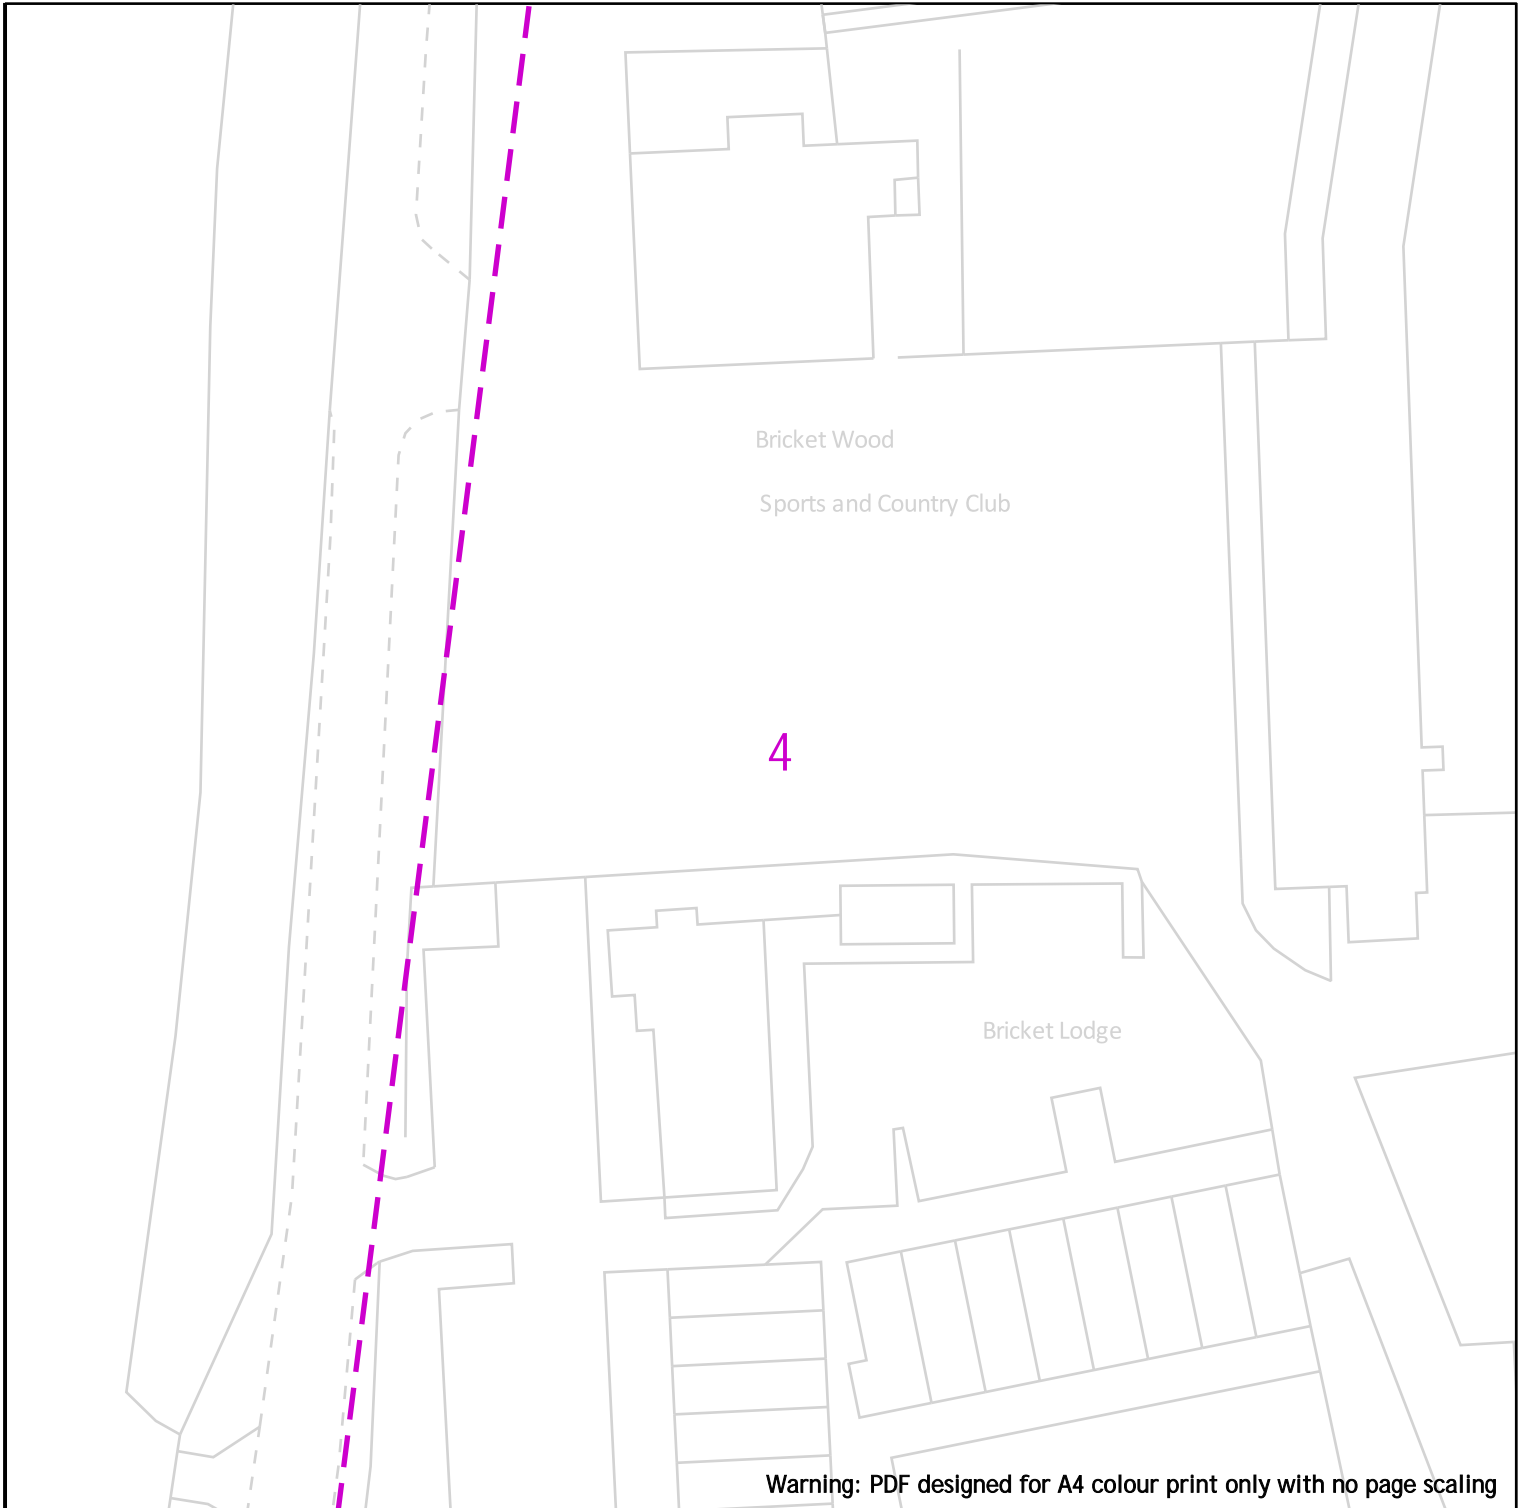 Bricket Wood
Sports and Country Club
4
Bricket Lodge
Warning: PDF designed for A4 colour print only with no page scaling